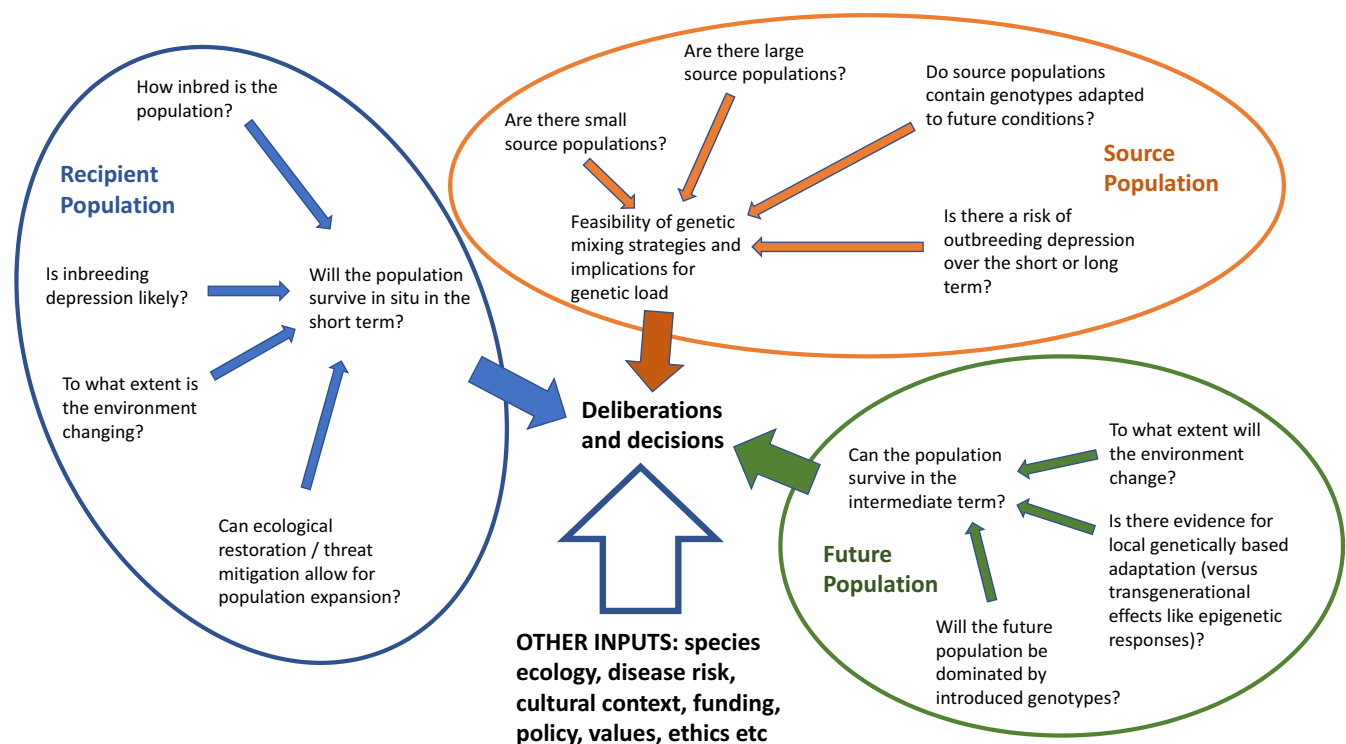 How inbred is the
population?
Recipient
Population
Is inbreeding
depression likely?
Will the population
survive in situ in the
short term?
To what extent is
the environment
changing?
Can ecological
restoration / threat
mitigation allow for
population expansion?
Are there large
source populations?
Are there small
source populations?
Do source populations
contain genotypes adapted
to future conditions?
Source
Population
Feasibility of genetic
mixing strategies and
implications for
genetic load
Is there a risk of
outbreeding depression
over the short or long
term?
Deliberations
and decisions
Can the population
survive in the
intermediate term?
To what extent will
the environment
change?
Is there evidence for
local genetically based
adaptation (versus
transgenerational
effects like epigenetic
responses)?
Future
Population
Will the future
population be
dominated by
introduced genotypes?
OTHER INPUTS: species
ecology, disease risk,
cultural context, funding,
policy, values, ethics etc